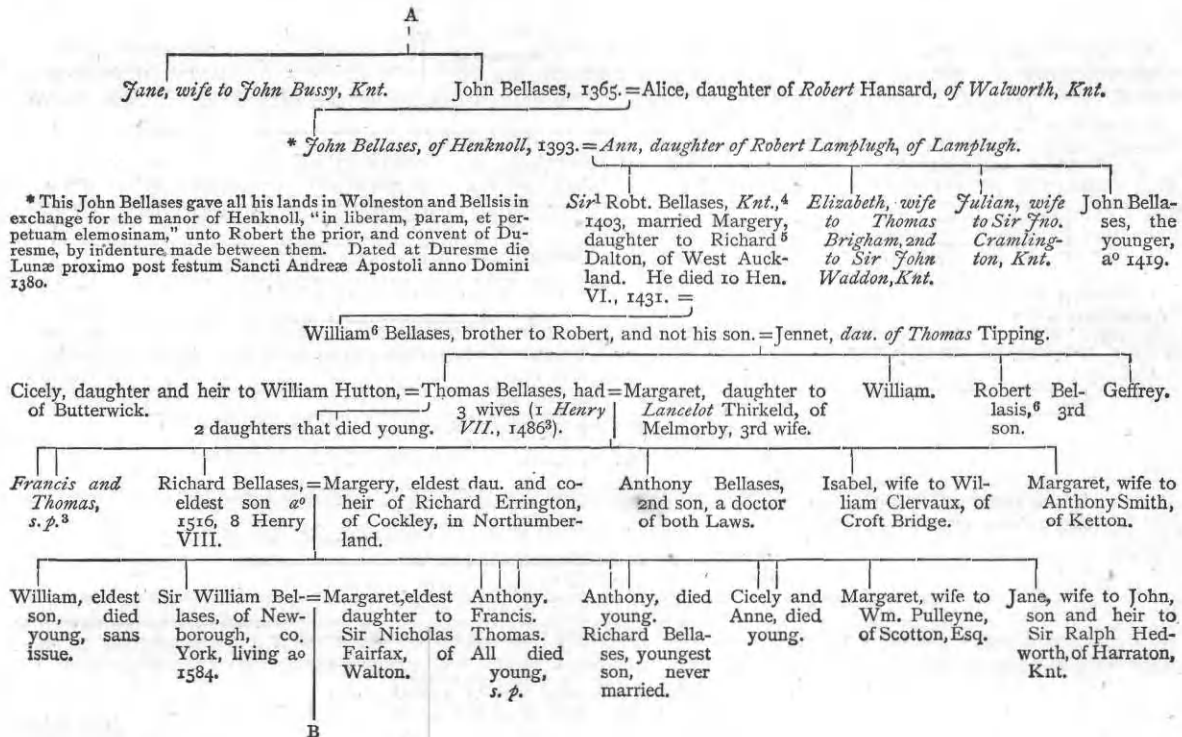 A
Jane, wife to John Bussy, Knt.
John Bellases, 1365. = Alice, daughter of Robert Hansard, of Walworth, Knt.
* John Bellases, of Henknoll, 1393. = Ann, daughter of Robert Lamplugh, of Lamplugh.
* This John Bellases gave all his lands in Wolneston and Bellsis in
exchange for the manor of Henknoll, "in liberam, param, et per-
petuam elemosinam," unto Robert the prior, and convent of Du-
resme, by indenture made between them. Dated at Duresme die
Lunæ proximo post festum Sancti Andreæ Apostoli anno Domini
1380.
Sir¹ Robt. Bellases, Knt.,⁴
1403, married Margery,
daughter to Richard⁵
Dalton, of West Auck-
land. He died 10 Hen.
VI., 1431. =
Elizabeth, wife
to Thomas
Brigham, 2nd
to Sir John
Waddon, Knt.
Julian, wife
to Sir Jno.
Cramling-
ton, Knt.
John Bella-
ses, the
younger,
aº 1419.
William⁶ Bellases, brother to Robert, and not his son. = Jennet, dau. of Thomas Tipping.
Cicely, daughter and heir to William Hutton, =
of Butterwick.
Thomas Bellases, had =
3 wives (1 Henry
VII., 1486³).
Margaret, daughter to
Lancelot Thirkeld, of
Melmorby, 3rd wife.
William.
Robert Bel-
lasis,⁶ 3rd
son.
Geffrey.
2 daughters that died young.
Francis and
Thomas,
s.p.³
Richard Bellases, =
eldest son aº
1516, 8 Henry
VIII.
Margery, eldest dau. and co-
heir of Richard Errington,
of Cockley, in Northumber-
land.
Anthony Bellases,
2nd son, a doctor
of both Laws.
Isabel, wife to Wil-
liam Clervaux, of
Croft Bridge.
Margaret, wife to
Anthony Smith,
of Ketton.
William, eldest
son, died
young, sans
issue.
Sir William Bel- =
lases, of New-
borough, co.
York, living aº
1584.
Margaret, eldest
daughter to
Sir Nicholas
Fairfax, of
Walton.
Anthony.
Francis.
Thomas.
All died
young,
s. p.
Anthony, died
young.
Richard Bella-
ses, youngest
son, never
married.
Cicely and
Anne, died
young.
Margaret, wife to
Wm. Pulleyne,
of Scotton, Esq.
Jane, wife to John,
son and heir to
Sir Ralph Hed-
worth, of Harraton,
Knt.
B